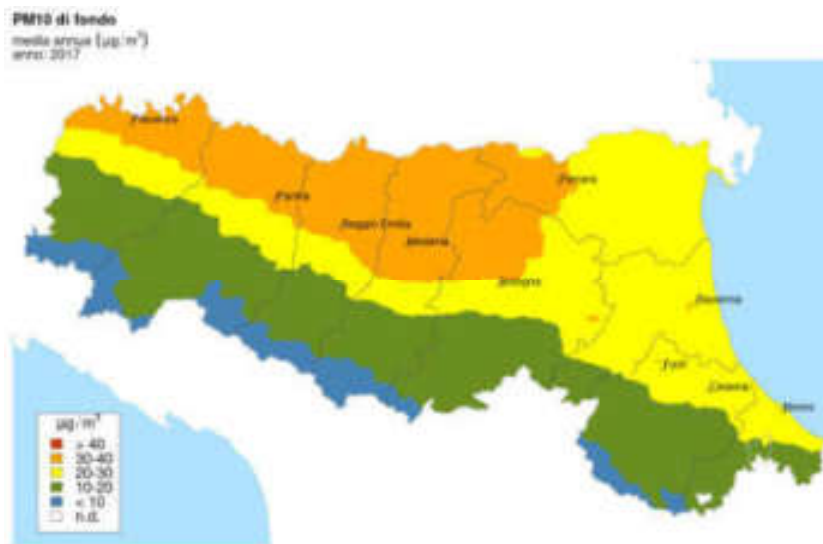 PM10 di fondo
media annua (µg/m³)
anno: 2017
Piacenza
Parma
Reggio Emilia
Modena
Ferrara
Bologna
Ravenna
Forlì
Cesena
Rimini
µg/m³
> 40
30-40
20-30
10-20
< 10
n.d.